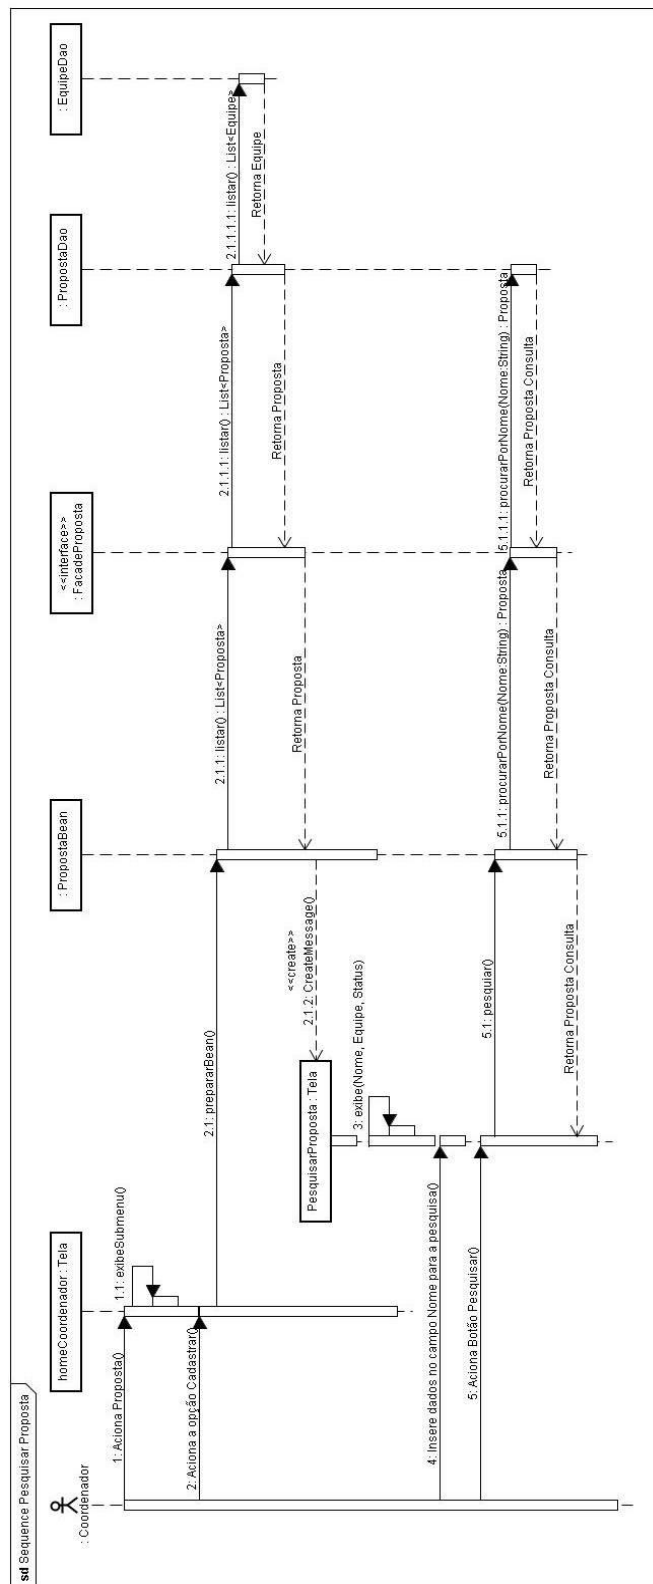 sd Sequence Pesquisar Proposta
: Coordenador
homeCoordenador : Tela
: PropostaBean
<<interface>>
: FacadeProposta
: PropostaDao
: EquipeDao
1: Aciona Proposta()
1.1: exibeSubmenu()
2: Aciona a opção Cadastrar()
2.1: prepararBean()
2.1.1: listar() : List<Proposta>
2.1.1.1: listar() : List<Proposta>
2.1.1.1.1: listar() : List<Equipe>
Retorna Equipe
Retorna Proposta
Retorna Proposta
<<create>>
2.1.2: CreateMessage()
PesquisarProposta : Tela
3: exibe(Nome, Equipe, Status)
4: Insere dados no campo Nome para a pesquisa()
5: Aciona Botão Pesquisar()
5.1: pesquiar()
5.1.1: procurarPorNome(Nome:String) : Proposta
5.1.1.1: procurarPorNome(Nome:String) : Proposta
Retorna Proposta Consulta
Retorna Proposta Consulta
Retorna Proposta Consulta